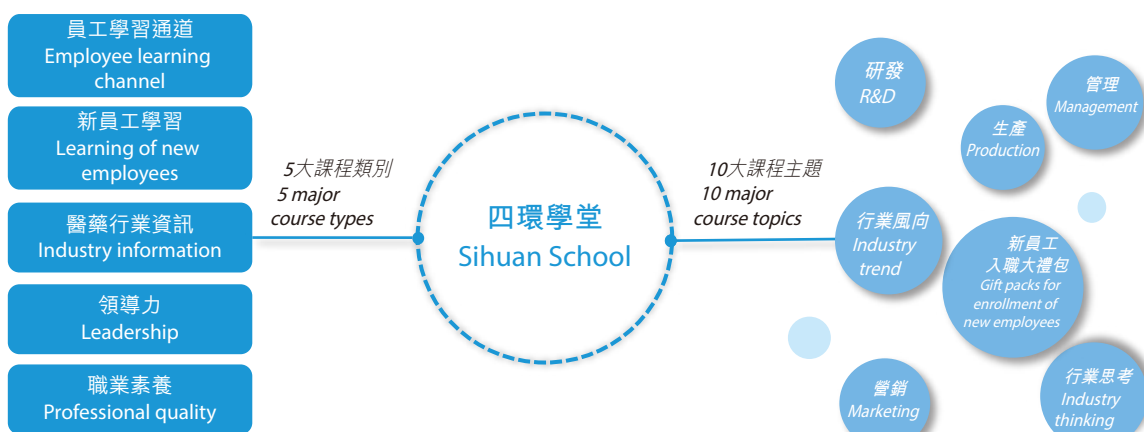 員工學習通道
Employee learning
channel
新員工學習
Learning of new
employees
醫藥行業資訊
Industry information
領導力
Leadership
職業素養
Professional quality
5大課程類別
5 major
course types
四環學堂
Sihuan School
10大課程主題
10 major
course topics
研發
R&D
管理
Management
生產
Production
行業風向
Industry
trend
新員工
入職大禮包
Gift packs for
enrollment of
new employees
營銷
Marketing
行業思考
Industry
thinking